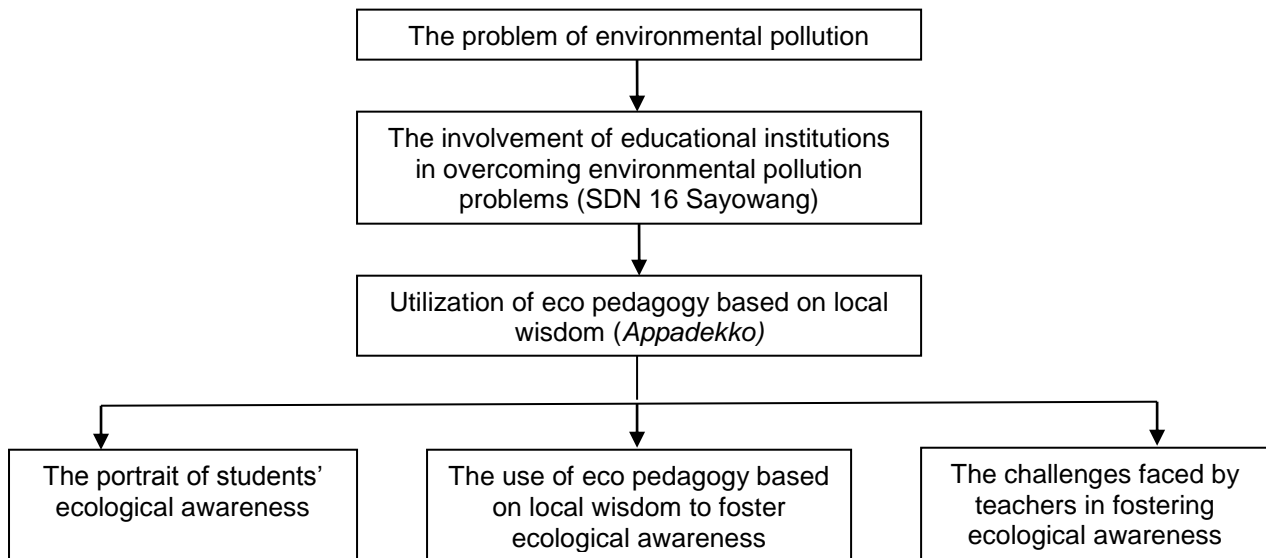 The problem of environmental pollution
The involvement of educational institutions
in overcoming environmental pollution
problems (SDN 16 Sayowang)
Utilization of eco pedagogy based on local
wisdom (Appadekko)
The portrait of students’
ecological awareness
The use of eco pedagogy based
on local wisdom to foster
ecological awareness
The challenges faced by
teachers in fostering
ecological awareness